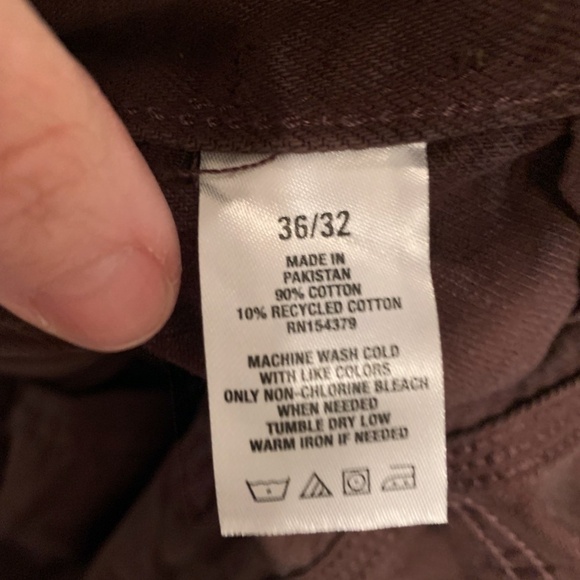 36/32
MADE IN
PAKISTAN
90% COTTON
10% RECYCLED COTTON
RN154379
MACHINE WASH COLD
WITH LIKE COLORS
ONLY NON-CHLORINE BLEACH
WHEN NEEDED
TUMBLE DRY LOW
WARM IRON IF NEEDED